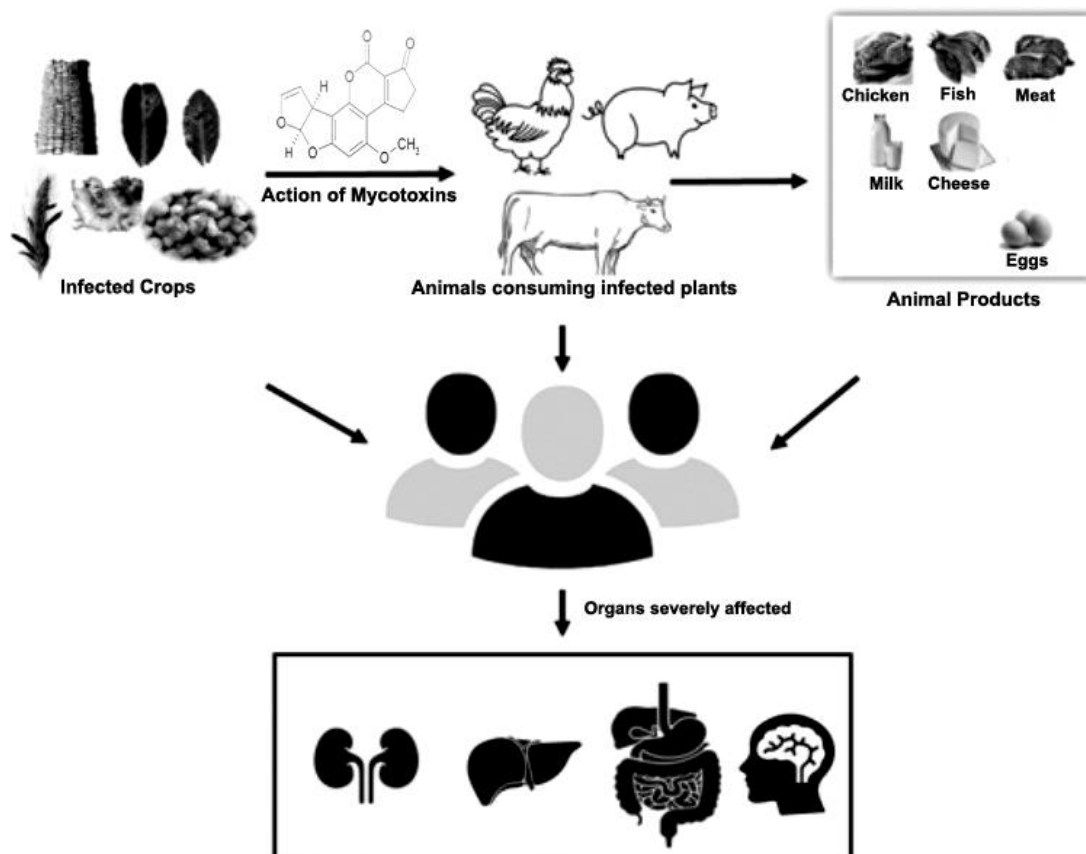 O
O
O
H
O
H
O
O
CH3
Action of Mycotoxins
Infected Crops
Animals consuming infected plants
Chicken
Fish
Meat
Milk
Cheese
Eggs
Animal Products
Organs severely affected